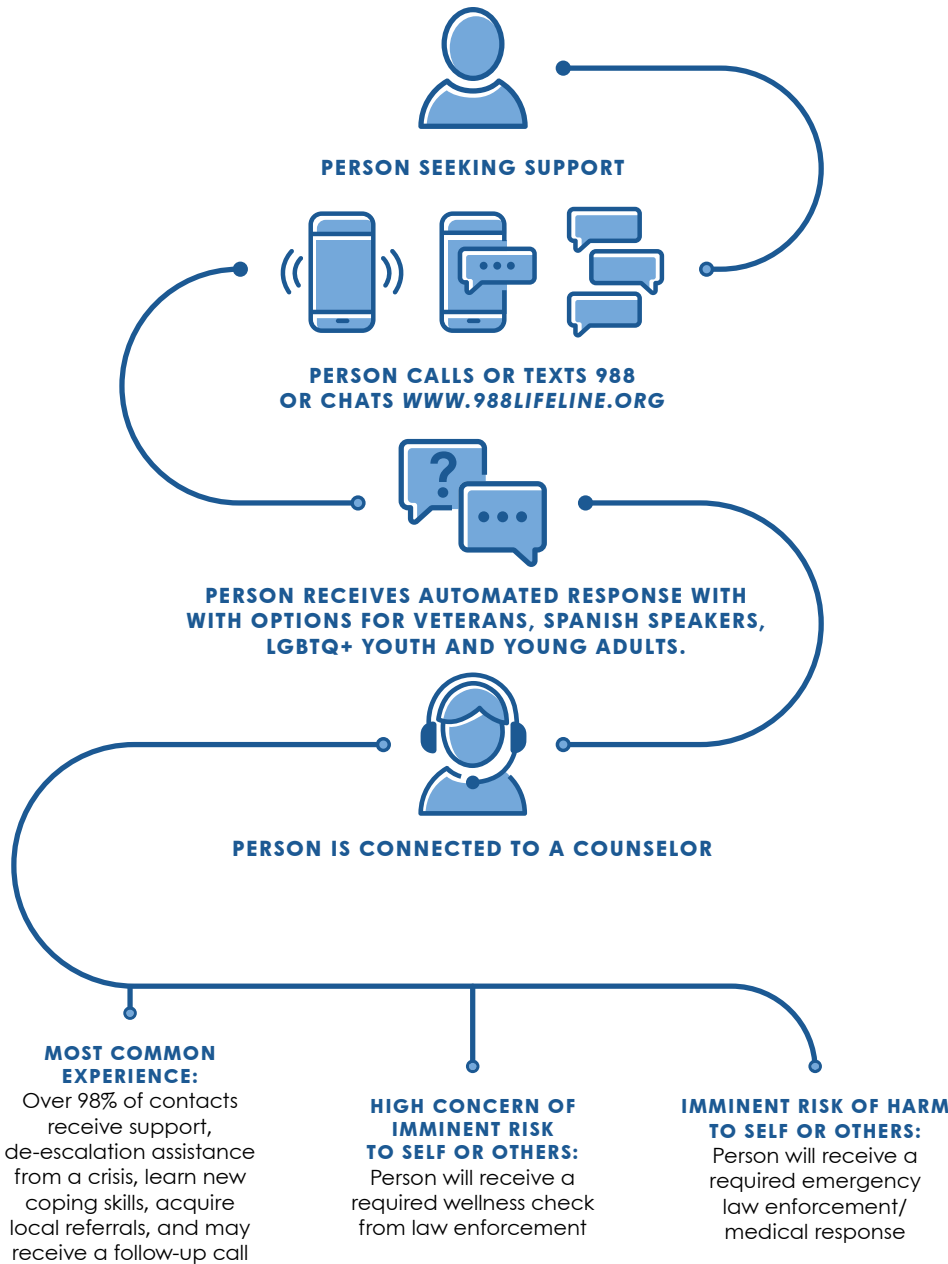 PERSON SEEKING SUPPORT
PERSON CALLS OR TEXTS 988
OR CHATS WWW.988LIFELINE.ORG
?
PERSON RECEIVES AUTOMATED RESPONSE WITH
WITH OPTIONS FOR VETERANS, SPANISH SPEAKERS,
LGBTQ+ YOUTH AND YOUNG ADULTS.
PERSON IS CONNECTED TO A COUNSELOR
MOST COMMON
EXPERIENCE:
Over 98% of contacts
receive support,
de-escalation assistance
from a crisis, learn new
coping skills, acquire
local referrals, and may
receive a follow-up call
HIGH CONCERN OF
IMMINENT RISK
TO SELF OR OTHERS:
Person will receive a
required wellness check
from law enforcement
IMMINENT RISK OF HARM
TO SELF OR OTHERS:
Person will receive a
required emergency
law enforcement/
medical response